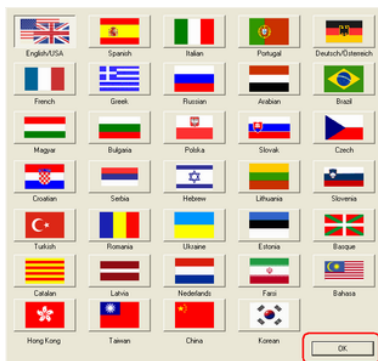 English/USA Spanish Italian Portugal Deutsch/Österreich
French Greek Russian Arabian Brazil
Magyar Bulgaria Polska Slovak Czech
Croatian Serbia Hebrew Lithuania Slovenia
Turkish Romania Ukraine Estonia Basque
Catalan Latvia Nederlands Farsi Bahasa
Hong Kong Taiwan China Korean
OK